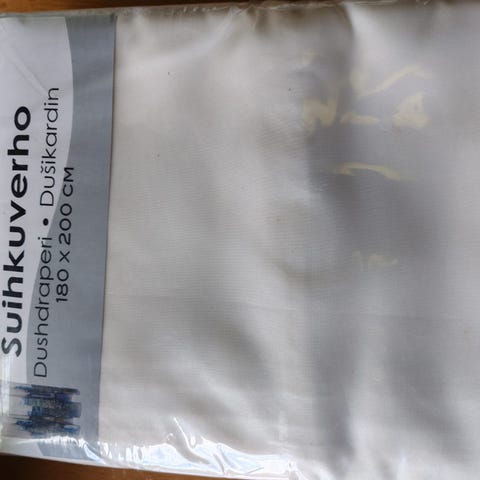 Suihkuverho
Dushdraperi • Dušikardin
180 X 200 CM